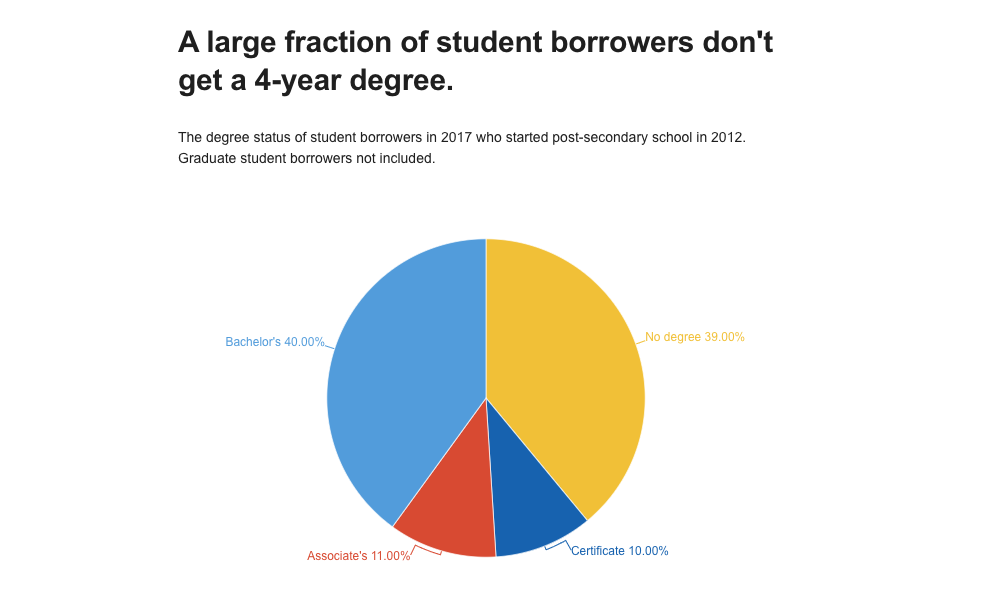 A large fraction of student borrowers don't
get a 4-year degree.
The degree status of student borrowers in 2017 who started post-secondary school in 2012.
Graduate student borrowers not included.
No degree 39.00%
Bachelor's 40.00%
Certificate 10.00%
Associate's 11.00%